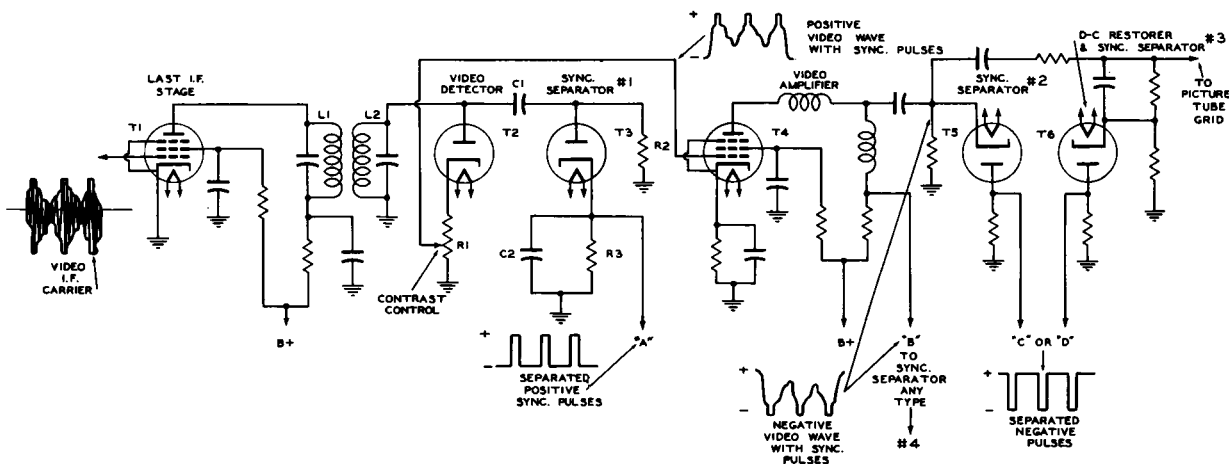 LAST I.F.
STAGE
T1
L1
L2
VIDEO
I.F.
CARRIER
B+
VIDEO
DETECTOR
C1
T2
SYNC.
SEPARATOR #1
T3
R2
R1
CONTRAST
CONTROL
C2
R3
"A"
+
-
SEPARATED
POSITIVE
SYNC. PULSES
+
-
POSITIVE
VIDEO WAVE
WITH SYNC. PULSES
VIDEO
AMPLIFIER
T4
B+
"B"
TO SYNC.
SEPARATOR
ANY
TYPE
#4
+
-
NEGATIVE
VIDEO WAVE
WITH SYNC.
PULSES
SYNC.
SEPARATOR #2
T5
D-C RESTORER
& SYNC. SEPARATOR #3
T6
TO
PICTURE
TUBE
GRID
"C" OR "D"
+
-
SEPARATED
NEGATIVE
PULSES